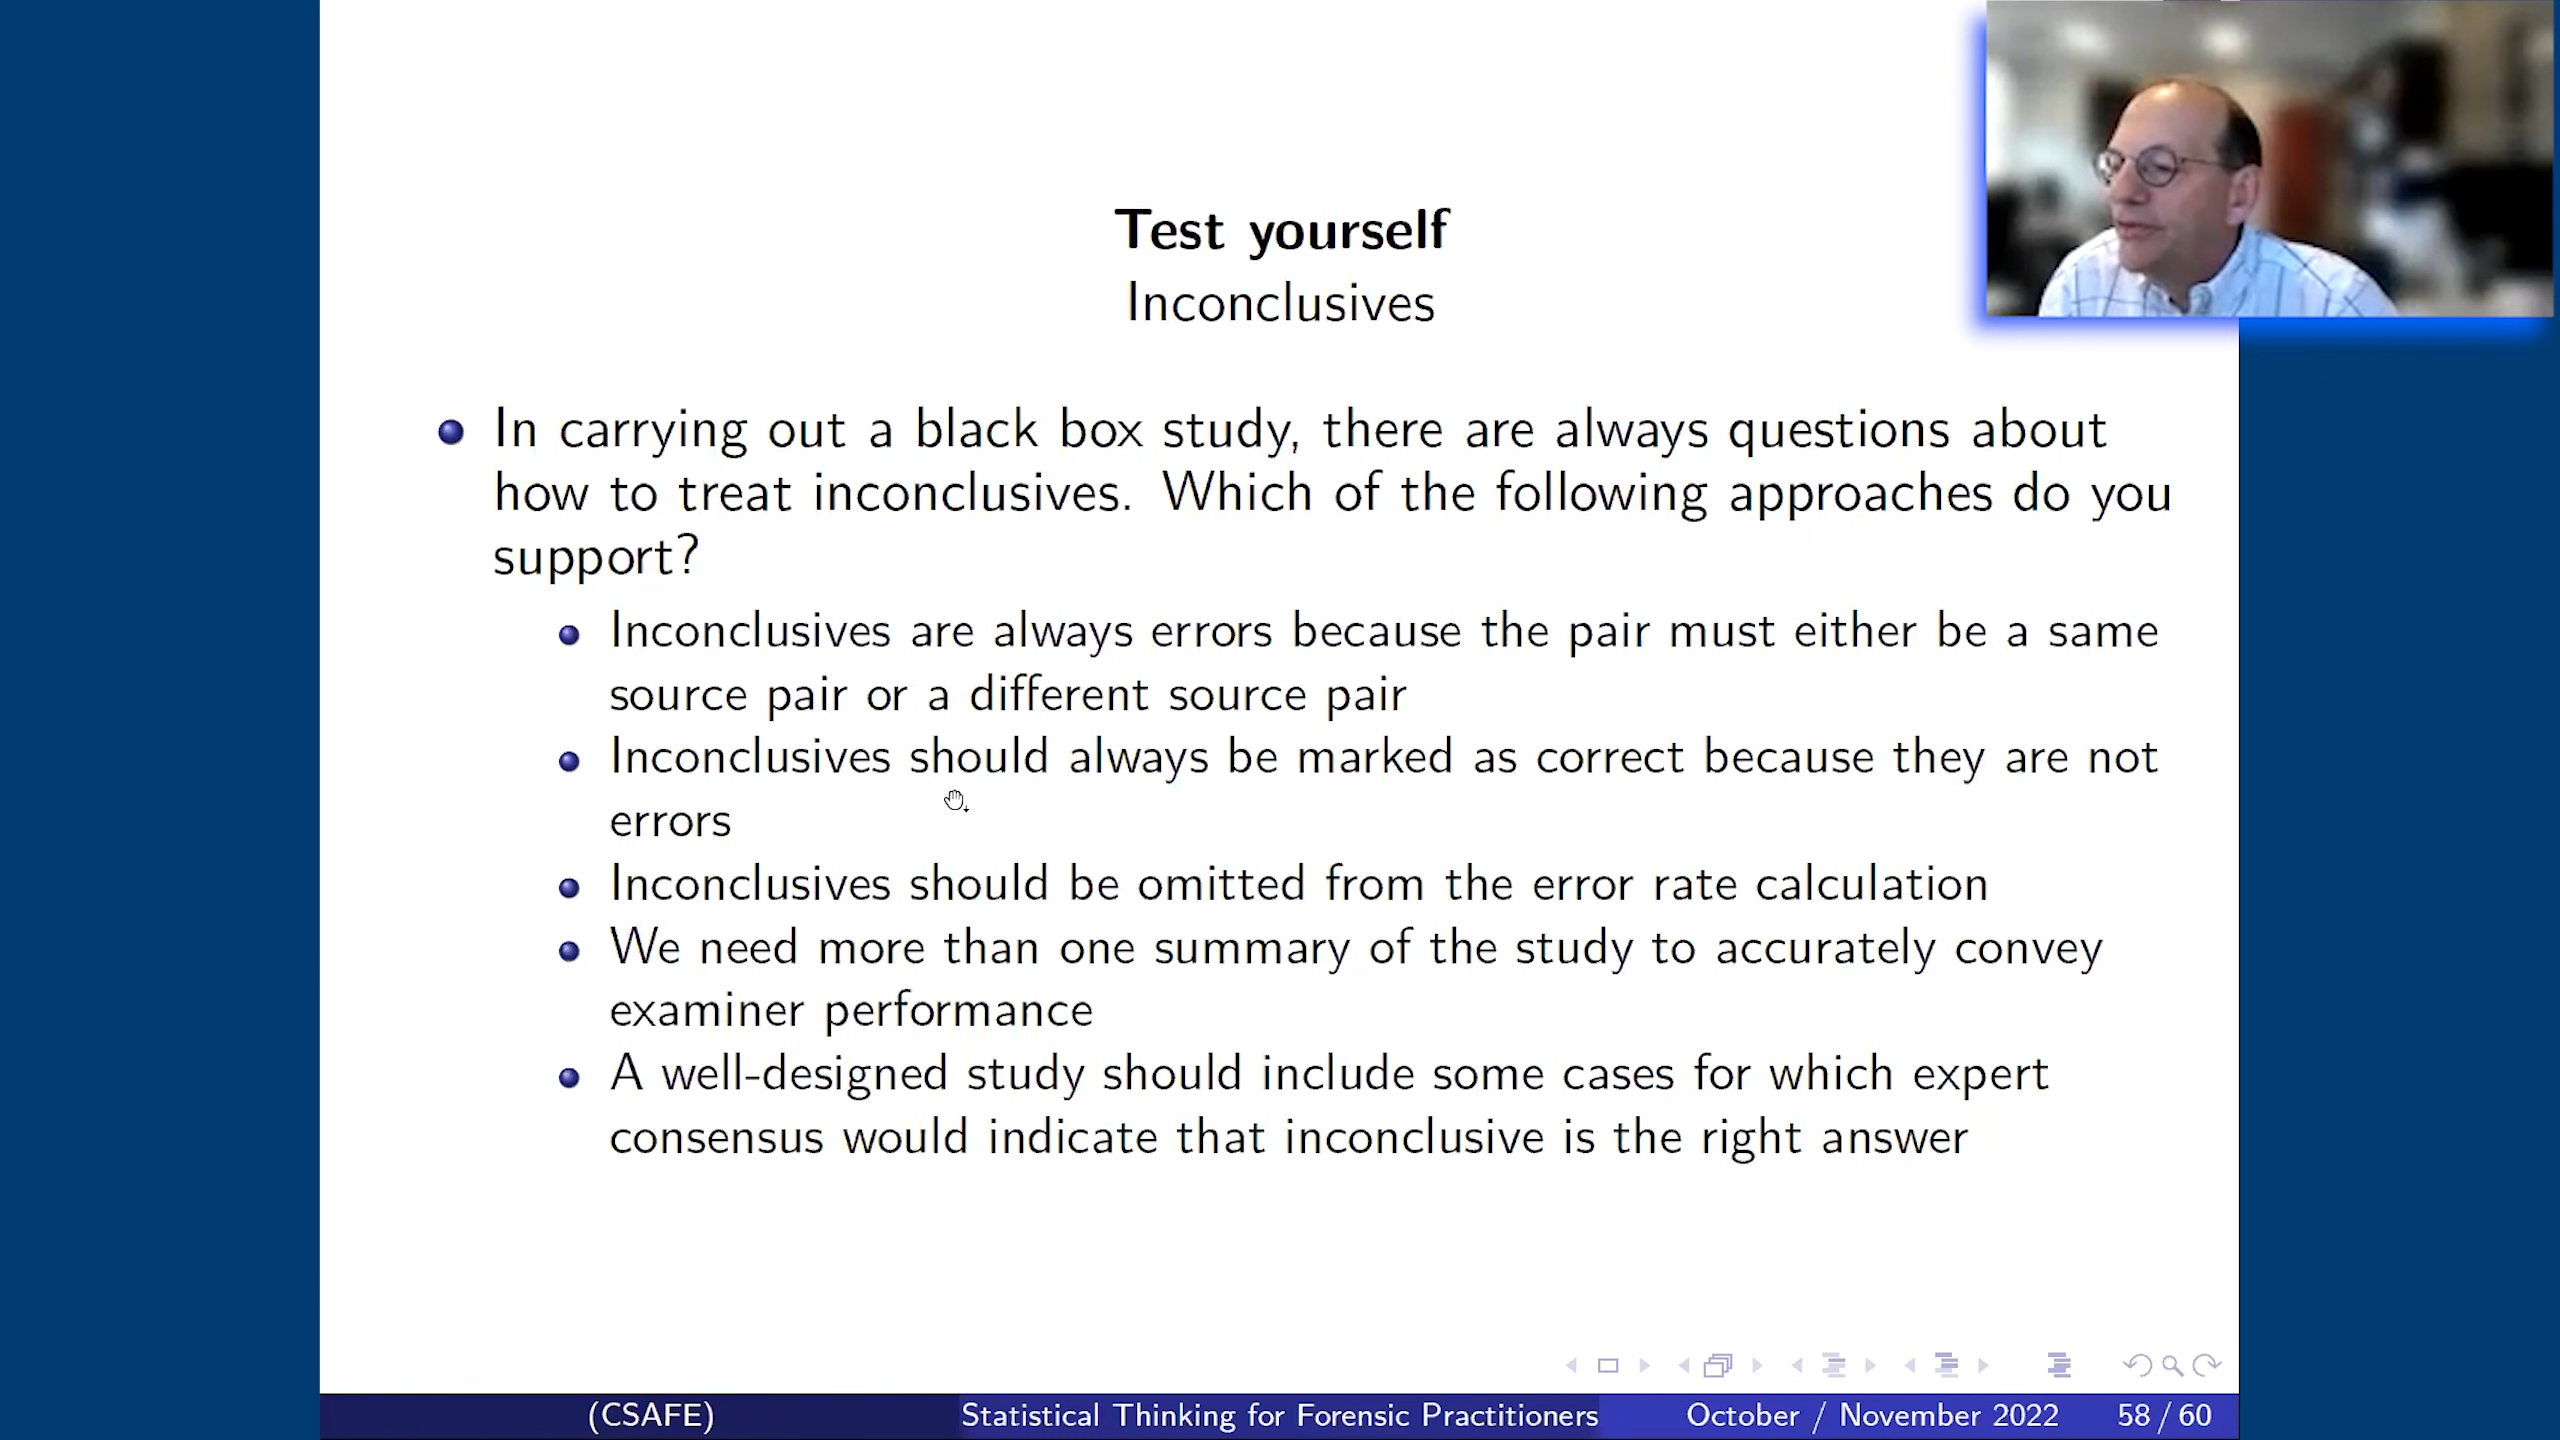 Test yourself
Inconclusives
In carrying out a black box study, there are always questions about
how to treat inconclusives. Which of the following approaches do you
support?
Inconclusives are always errors because the pair must either be a same
source pair or a different source pair
Inconclusives should always be marked as correct because they are not
errors
Inconclusives should be omitted from the error rate calculation
We need more than one summary of the study to accurately convey
examiner performance
A well-designed study should include some cases for which expert
consensus would indicate that inconclusive is the right answer
(CSAFE) Statistical Thinking for Forensic Practitioners October / November 2022 58 / 60